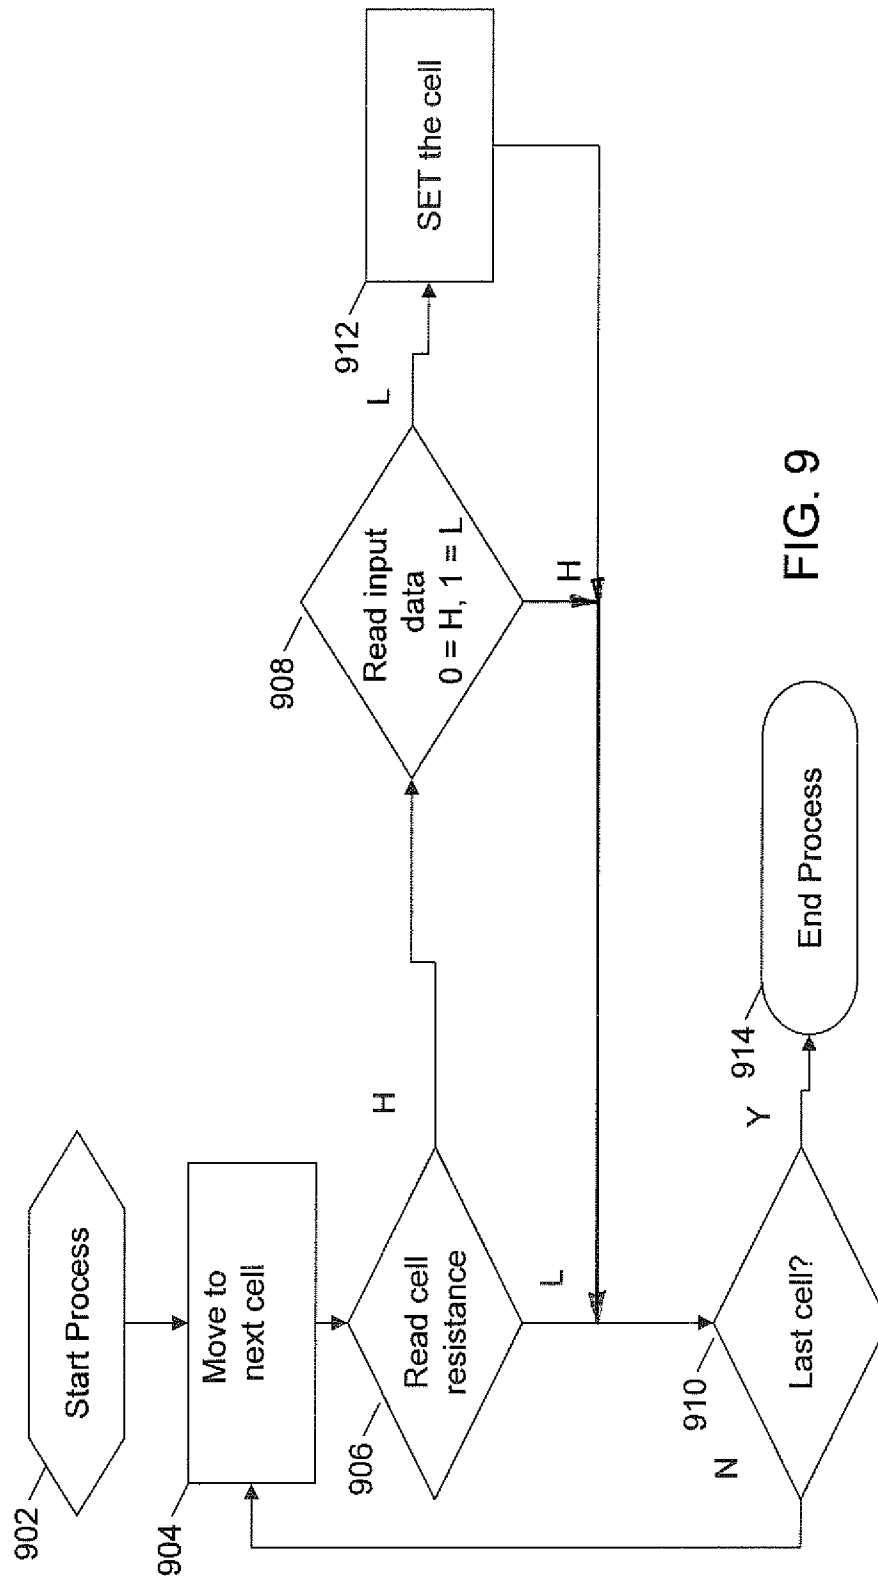 902
Start Process
904
Move to
next cell
906
Read cell
resistance
H
L
908
Read input
data
0 = H, 1 = L
L
H
912
SET the cell
910
Last cell?
N
Y
914
End Process
FIG. 9